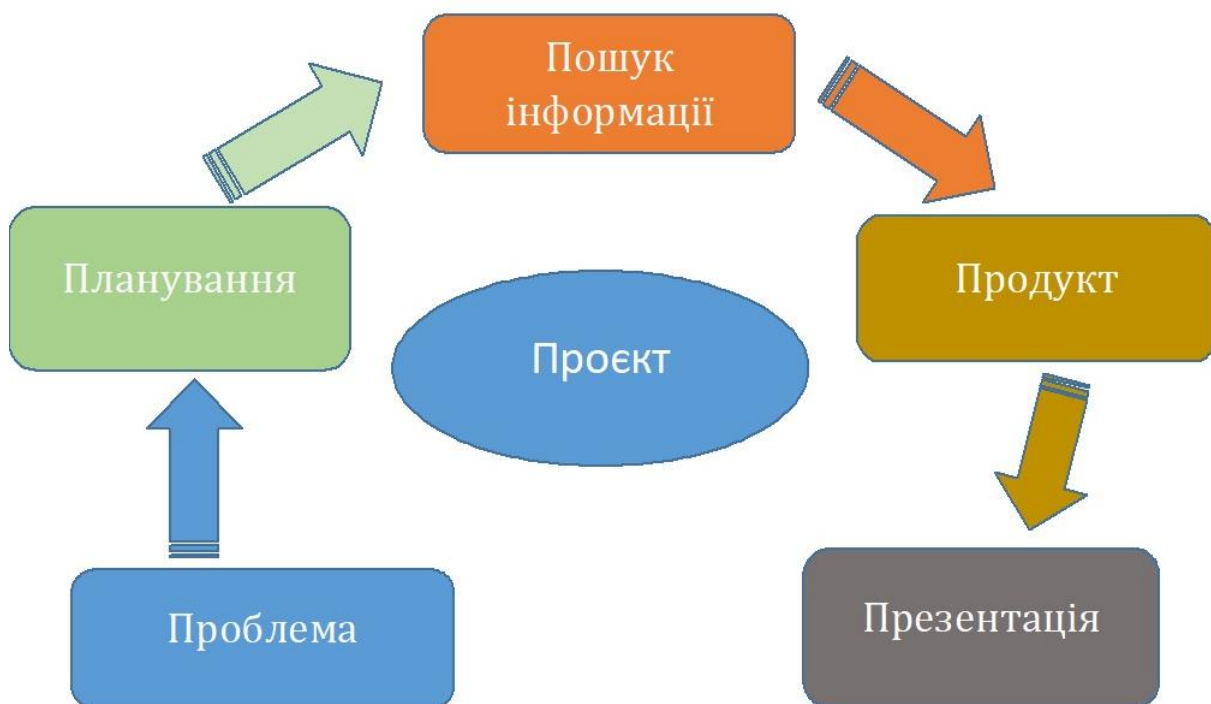 Пошук
інформації
Планування
Продукт
Проєкт
Проблема
Презентація